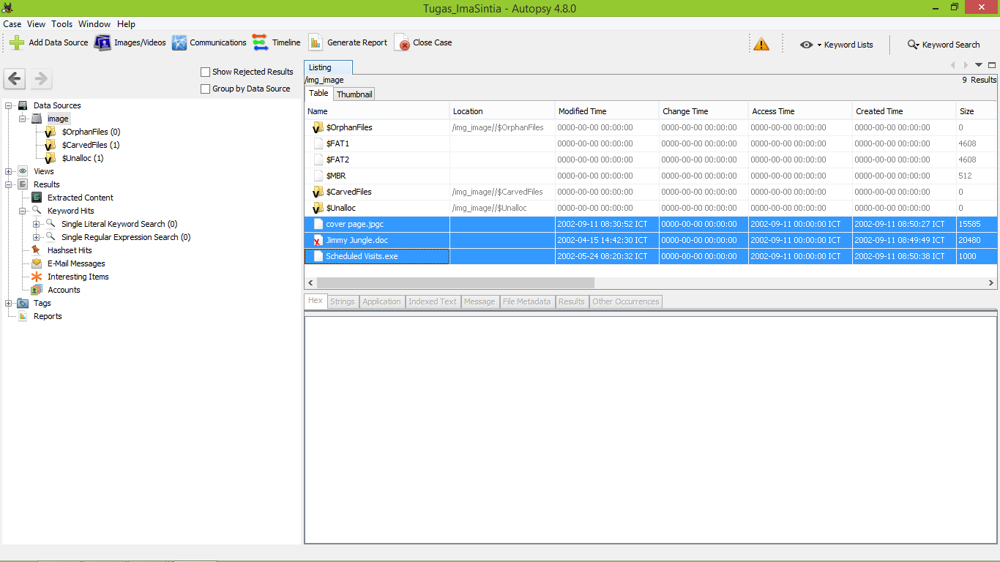 Tugas_ImaSintia - Autopsy 4.8.0
Case View Tools Window Help
Add Data Source Images/Videos Communications Timeline Generate Report Close Case Keyword Lists Keyword Search
Show Rejected Results
Group by Data Source
Data Sources
image
$OrphanFiles (0)
$CarvedFiles (1)
$Unalloc (1)
Views
Results
Extracted Content
Keyword Hits
Single Literal Keyword Search (0)
Single Regular Expression Search (0)
Hashset Hits
E-Mail Messages
Interesting Items
Accounts
Tags
Reports
Listing
/img_image 9 Results
Table Thumbnail
Name Location Modified Time Change Time Access Time Created Time Size
$OrphanFiles /img_image//$OrphanFiles 0000-00-00 00:00:00 0000-00-00 00:00:00 0000-00-00 00:00:00 0000-00-00 00:00:00 0
$FAT1 0000-00-00 00:00:00 0000-00-00 00:00:00 0000-00-00 00:00:00 0000-00-00 00:00:00 4608
$FAT2 0000-00-00 00:00:00 0000-00-00 00:00:00 0000-00-00 00:00:00 0000-00-00 00:00:00 4608
$MBR 0000-00-00 00:00:00 0000-00-00 00:00:00 0000-00-00 00:00:00 0000-00-00 00:00:00 512
$CarvedFiles /img_image//$CarvedFiles 0000-00-00 00:00:00 0000-00-00 00:00:00 0000-00-00 00:00:00 0000-00-00 00:00:00 0
$Unalloc /img_image//$Unalloc 0000-00-00 00:00:00 0000-00-00 00:00:00 0000-00-00 00:00:00 0000-00-00 00:00:00 0
cover page.jpgc 2002-09-11 08:30:52 ICT 0000-00-00 00:00:00 2002-09-11 00:00:00 ICT 2002-09-11 08:50:27 ICT 15585
Jimmy Jungle.doc 2002-04-15 14:42:30 ICT 0000-00-00 00:00:00 2002-09-11 00:00:00 ICT 2002-09-11 08:49:49 ICT 20480
Scheduled Visits.exe 2002-05-24 08:20:32 ICT 0000-00-00 00:00:00 2002-09-11 00:00:00 ICT 2002-09-11 08:50:38 ICT 1000
Hex Strings Application Indexed Text Message File Metadata Results Other Occurrences